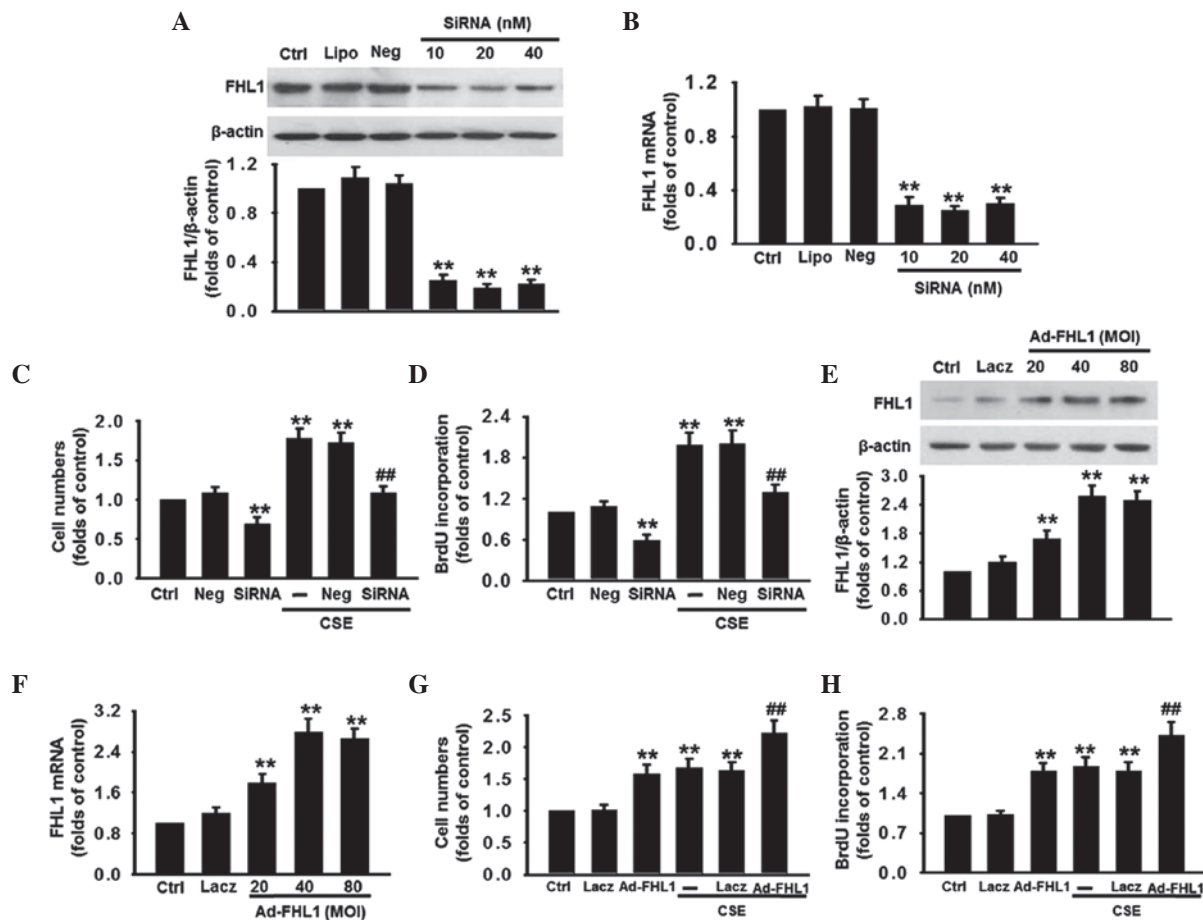 A
SiRNA (nM)
Ctrl Lipo Neg 10 20 40
FHL1
β-actin
1.2
0.8
0.4
0.0
FHL1/β-actin
(folds of control)
** ** **
B
1.2
0.8
0.4
0.0
FHL1 mRNA
(folds of control)
** ** **
Ctrl Lipo Neg 10 20 40
SiRNA (nM)
C
2.0
1.5
1.0
0.5
0.0
Cell numbers
(folds of control)
** ** ** ##
Ctrl Neg SiRNA – Neg SiRNA
CSE
D
2.4
1.8
1.2
0.6
0.0
BrdU incorporation
(folds of control)
** ** ** ##
Ctrl Neg SiRNA – Neg SiRNA
CSE
E
Ad-FHL1 (MOI)
Ctrl Lacz 20 40 80
FHL1
β-actin
3.0
2.4
1.8
1.2
0.6
0.0
FHL1/β-actin
(folds of control)
** ** **
F
3.2
2.4
1.6
0.8
0.0
FHL1 mRNA
(folds of control)
** ** **
Ctrl Lacz 20 40 80
Ad-FHL1 (MOI)
G
2.5
2.0
1.5
1.0
0.5
0.0
Cell numbers
(folds of control)
** ** ** ##
Ctrl Lacz Ad-FHL1 – Lacz Ad-FHL1
CSE
H
2.8
2.1
1.4
0.7
0.0
BrdU incorporation
(folds of control)
** ** ** ##
Ctrl Lacz Ad-FHL1 – Lacz Ad-FHL1
CSE